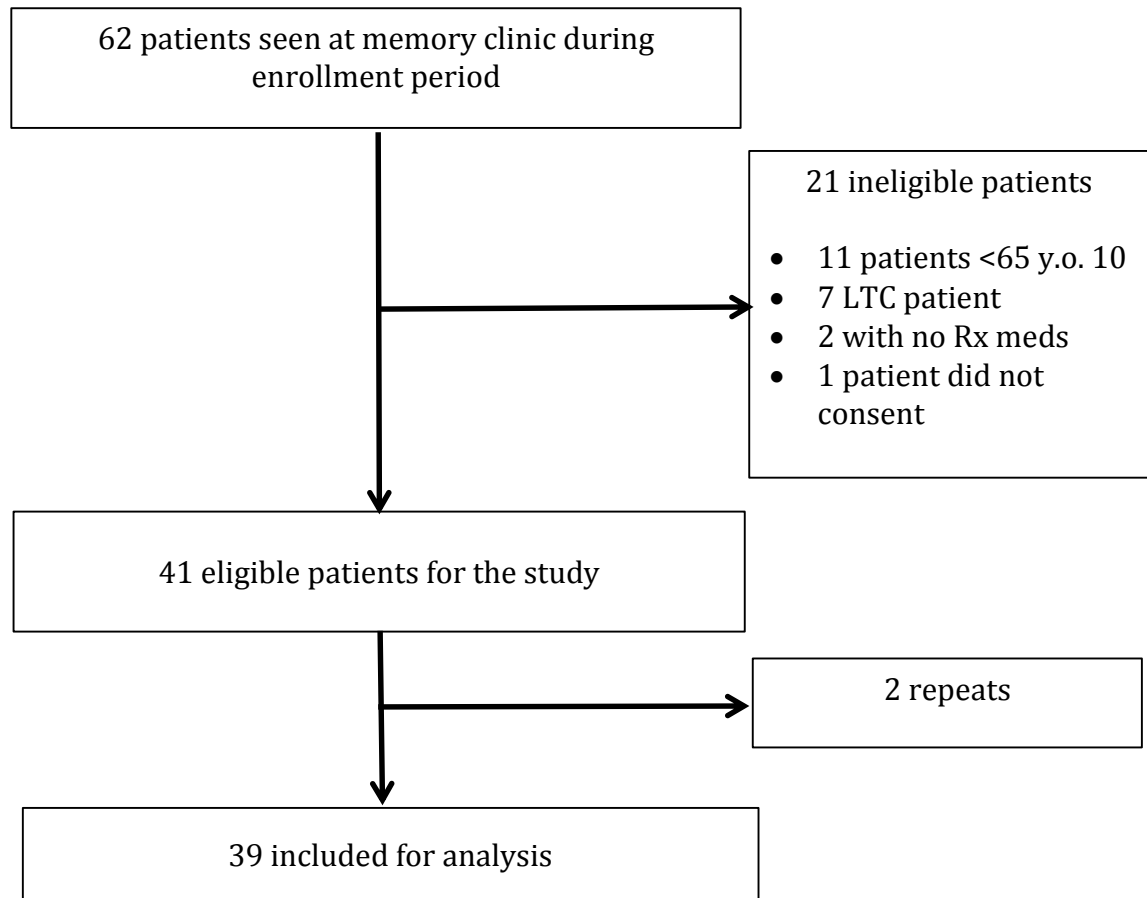 62 patients seen at memory clinic during
enrollment period
21 ineligible patients
• 11 patients <65 y.o. 10
• 7 LTC patient
• 2 with no Rx meds
• 1 patient did not
consent
41 eligible patients for the study
2 repeats
39 included for analysis